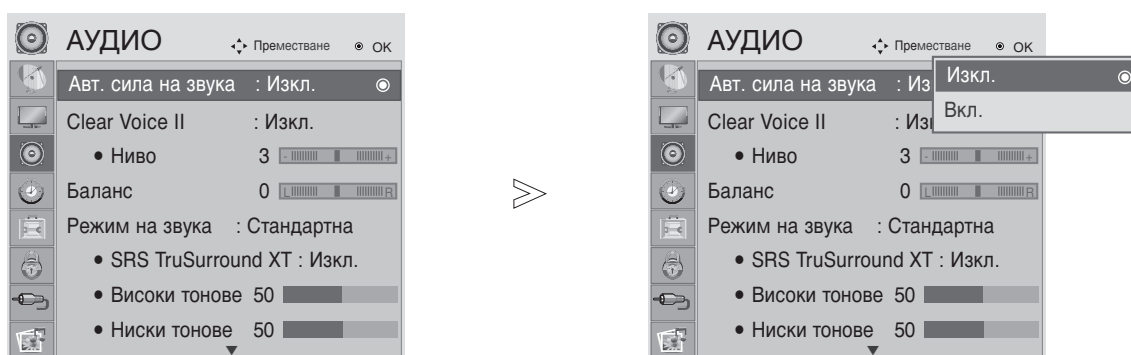 АУДИО Преместване OK
Авт. сила на звука : Изкл.
Clear Voice II : Изкл.
• Ниво 3 - +
Баланс 0 L R
Режим на звука : Стандартна
• SRS TruSurround XT : Изкл.
• Високи тонове 50
• Ниски тонове 50
АУДИО Преместване OK
Авт. сила на звука : Из
Изкл.
Вкл.
Clear Voice II : Из
• Ниво 3 - +
Баланс 0 L R
Режим на звука : Стандартна
• SRS TruSurround XT : Изкл.
• Високи тонове 50
• Ниски тонове 50